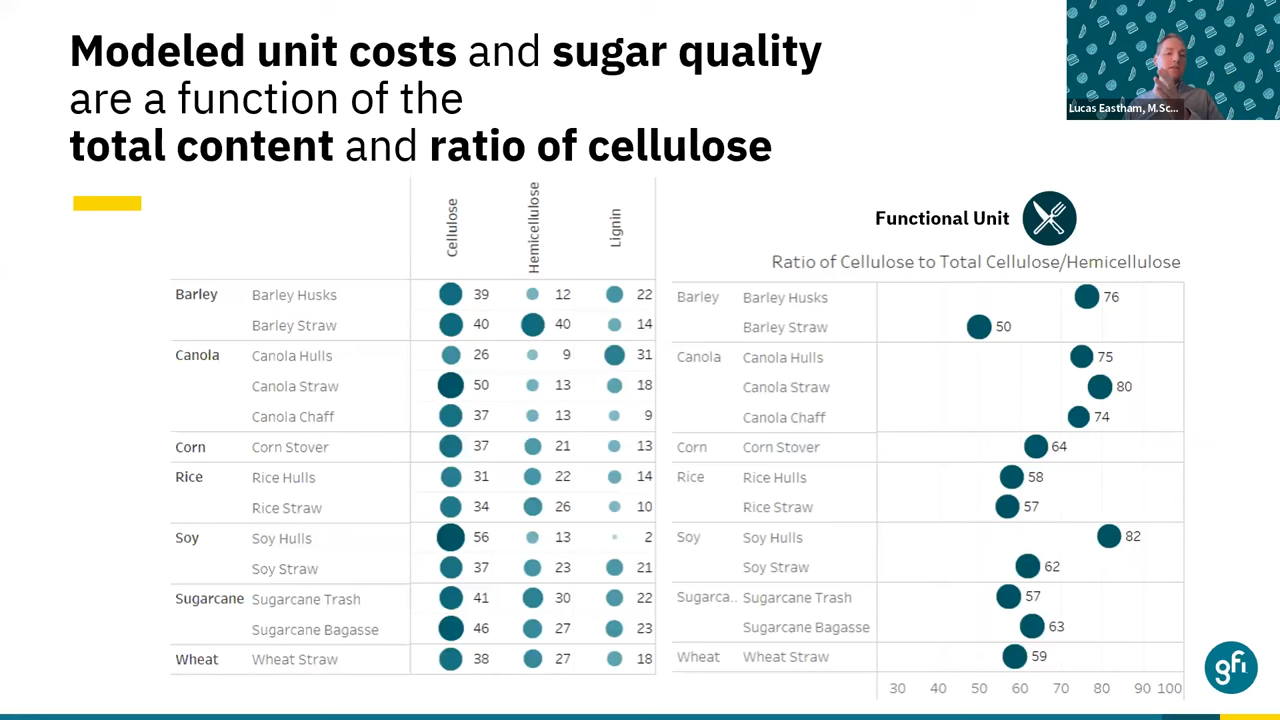 Modeled unit costs and sugar quality
are a function of the
total content and ratio of cellulose
Lucas Eastham, M.Sc...
Cellulose
Hemicellulose
Lignin
Barley Barley Husks 39 12 22
Barley Straw 40 40 14
Canola Canola Hulls 26 9 31
Canola Straw 50 13 18
Canola Chaff 37 13 9
Corn Corn Stover 37 21 13
Rice Rice Hulls 31 22 14
Rice Straw 34 26 10
Soy Soy Hulls 56 13 2
Soy Straw 37 23 21
Sugarcane Sugarcane Trash 41 30 22
Sugarcane Bagasse 46 27 23
Wheat Wheat Straw 38 27 18
Functional Unit
Ratio of Cellulose to Total Cellulose/Hemicellulose
Barley Barley Husks 76
Barley Straw 50
Canola Canola Hulls 75
Canola Straw 80
Canola Chaff 74
Corn Corn Stover 64
Rice Rice Hulls 58
Rice Straw 57
Soy Soy Hulls 82
Soy Straw 62
Sugarca.. Sugarcane Trash 57
Sugarcane Bagasse 63
Wheat Wheat Straw 59
30 40 50 60 70 80 90 100
gfi